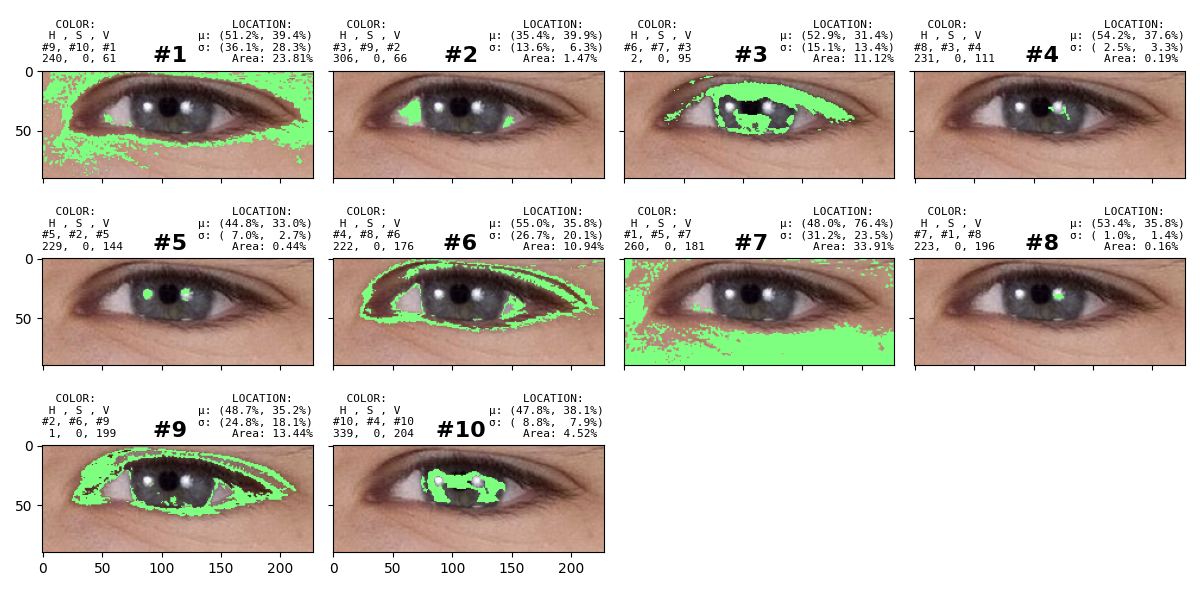 COLOR: LOCATION:
H , S , V μ: (51.2%, 39.4%)
#9, #10, #1 #1 σ: (36.1%, 28.3%)
240, 0, 61 Area: 23.81%
COLOR: LOCATION:
H , S , V μ: (35.4%, 39.9%)
#3, #9, #2 #2 σ: (13.6%, 6.3%)
306, 0, 66 Area: 1.47%
COLOR: LOCATION:
H , S , V μ: (52.9%, 31.4%)
#6, #7, #3 #3 σ: (15.1%, 13.4%)
2, 0, 95 Area: 11.12%
COLOR: LOCATION:
H , S , V μ: (54.2%, 37.6%)
#8, #3, #4 #4 σ: ( 2.5%, 3.3%)
231, 0, 111 Area: 0.19%
0
50
COLOR: LOCATION:
H , S , V μ: (44.8%, 33.0%)
#5, #2, #5 #5 σ: ( 7.0%, 2.7%)
229, 0, 144 Area: 0.44%
COLOR: LOCATION:
H , S , V μ: (55.0%, 35.8%)
#4, #8, #6 #6 σ: (26.7%, 20.1%)
222, 0, 176 Area: 10.94%
COLOR: LOCATION:
H , S , V μ: (48.0%, 76.4%)
#1, #5, #7 #7 σ: (31.2%, 23.5%)
260, 0, 181 Area: 33.91%
COLOR: LOCATION:
H , S , V μ: (53.4%, 35.8%)
#7, #1, #8 #8 σ: ( 1.0%, 1.4%)
223, 0, 196 Area: 0.16%
0
50
COLOR: LOCATION:
H , S , V μ: (48.7%, 35.2%)
#2, #6, #9 #9 σ: (24.8%, 18.1%)
1, 0, 199 Area: 13.44%
COLOR: LOCATION:
H , S , V μ: (47.8%, 38.1%)
#10, #4, #10 #10 σ: ( 8.8%, 7.9%)
339, 0, 204 Area: 4.52%
0
50
0 50 100 150 200
0 50 100 150 200